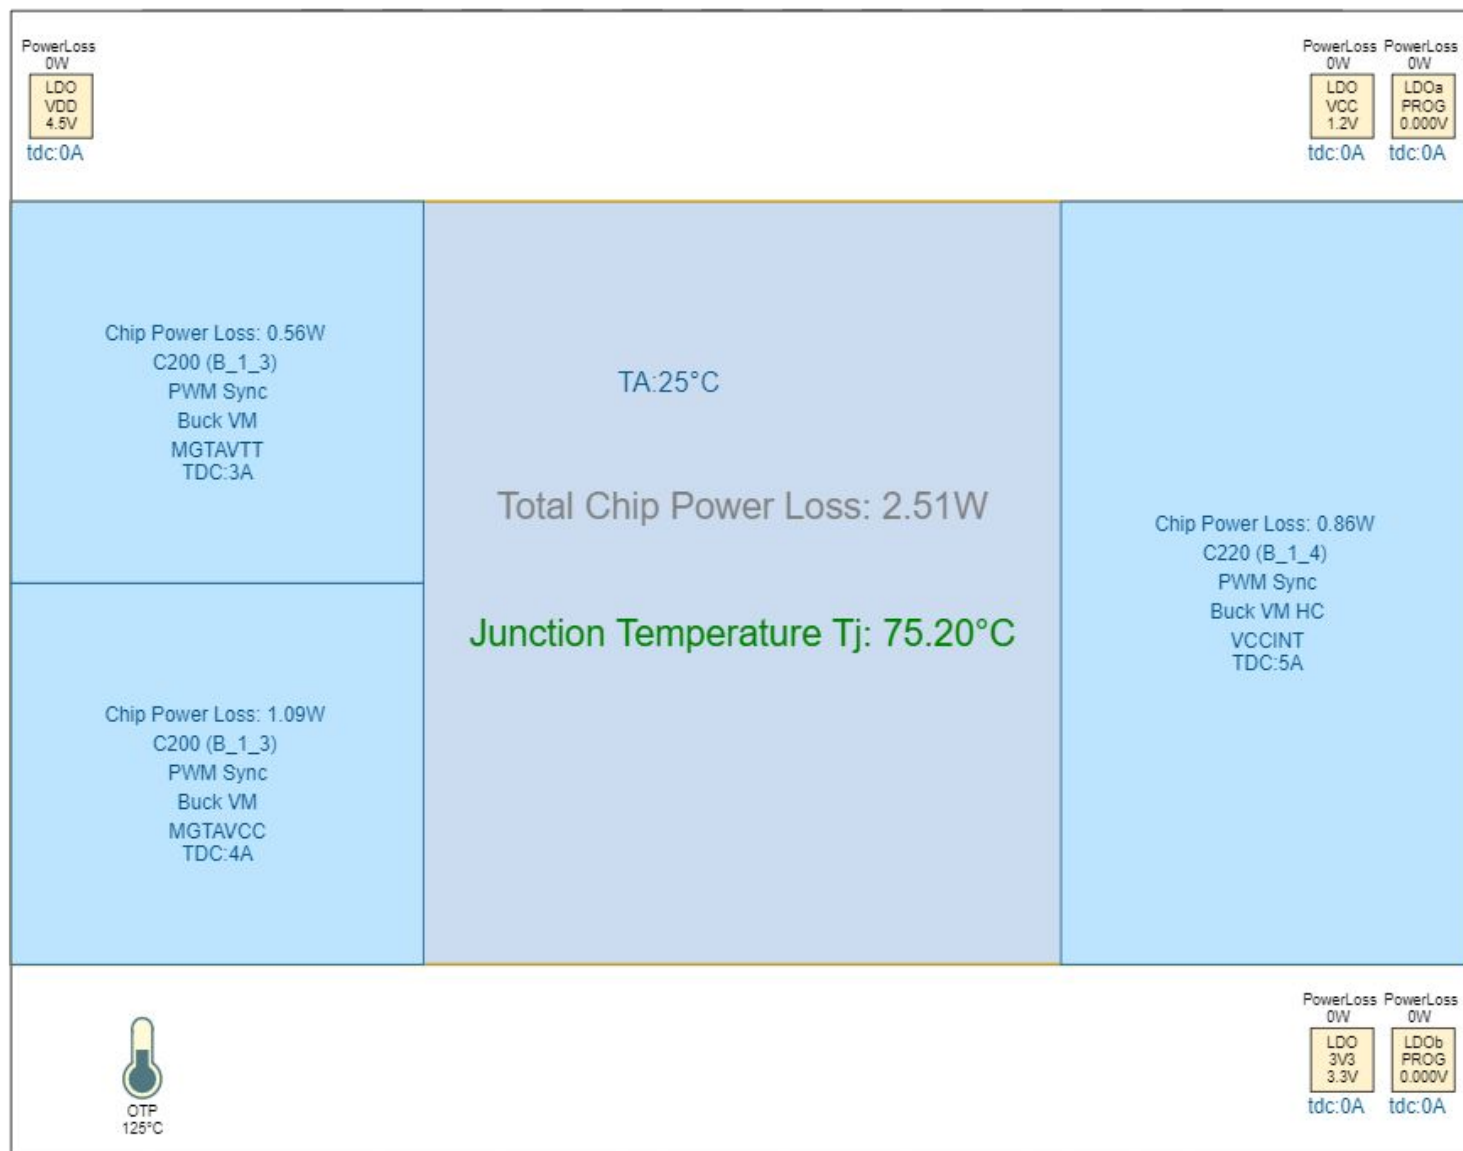 PowerLoss
0W
LDO
VDD
4.5V
tdc:0A
PowerLoss
0W
LDO
VCC
1.2V
tdc:0A
PowerLoss
0W
LDOa
PROG
0.000V
tdc:0A
Chip Power Loss: 0.56W
C200 (B_1_3)
PWM Sync
Buck VM
MGTAVTT
TDC:3A
Chip Power Loss: 1.09W
C200 (B_1_3)
PWM Sync
Buck VM
MGTAVCC
TDC:4A
TA:25°C
Total Chip Power Loss: 2.51W
Junction Temperature Tj: 75.20°C
Chip Power Loss: 0.86W
C220 (B_1_4)
PWM Sync
Buck VM HC
VCCINT
TDC:5A
OTP
125°C
PowerLoss
0W
LDO
3V3
3.3V
tdc:0A
PowerLoss
0W
LDOb
PROG
0.000V
tdc:0A